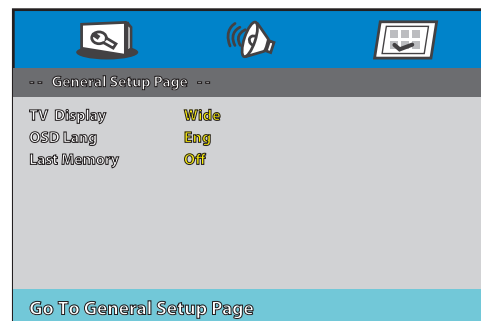 -- General Setup Page --
TV Display Wide
OSD Lang Eng
Last Memory Off
Go To General Setup Page